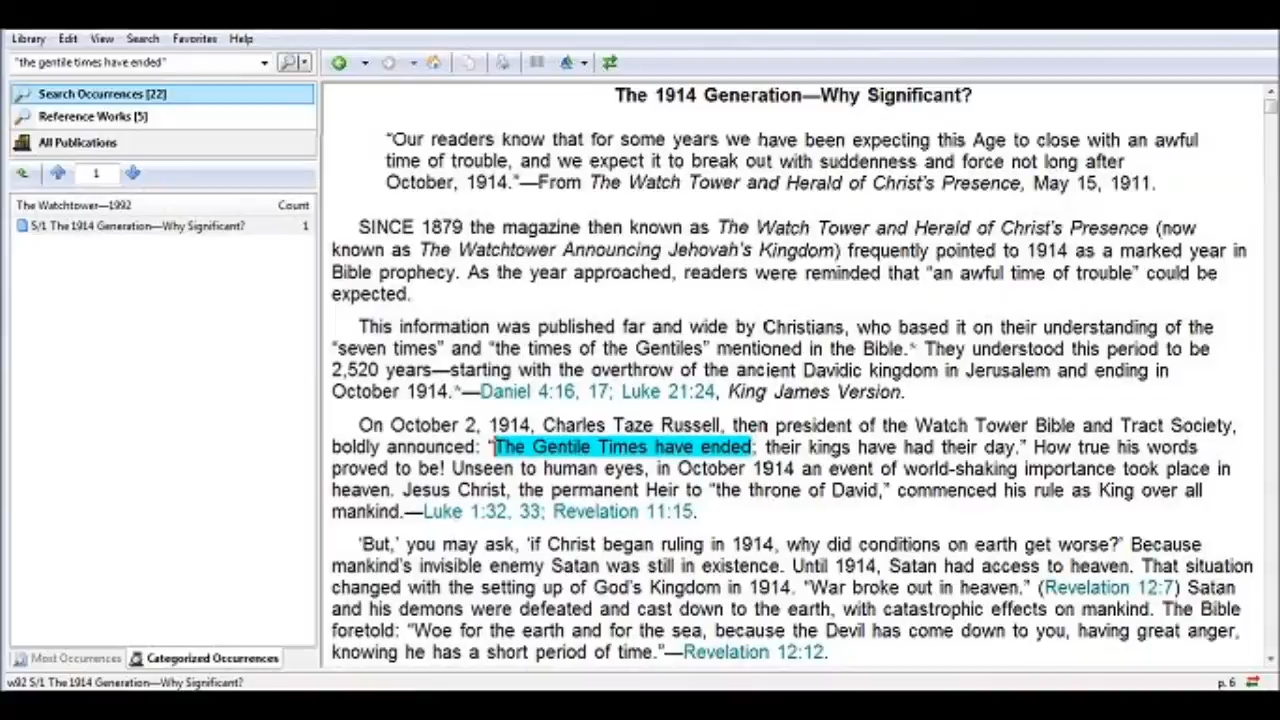 Library Edit View Search Favorites Help
"the gentile times have ended"
Search Occurrences [22]
Reference Works [5]
All Publications
1
The Watchtower—1992 Count
5/1 The 1914 Generation—Why Significant? 1
The 1914 Generation—Why Significant?
"Our readers know that for some years we have been expecting this Age to close with an awful
time of trouble, and we expect it to break out with suddenness and force not long after
October, 1914."—From The Watch Tower and Herald of Christ's Presence, May 15, 1911.
SINCE 1879 the magazine then known as The Watch Tower and Herald of Christ's Presence (now
known as The Watchtower Announcing Jehovah's Kingdom) frequently pointed to 1914 as a marked year in
Bible prophecy. As the year approached, readers were reminded that "an awful time of trouble" could be
expected.
This information was published far and wide by Christians, who based it on their understanding of the
"seven times" and "the times of the Gentiles" mentioned in the Bible.* They understood this period to be
2,520 years—starting with the overthrow of the ancient Davidic kingdom in Jerusalem and ending in
October 1914.*—Daniel 4:16, 17; Luke 21:24, King James Version.
On October 2, 1914, Charles Taze Russell, then president of the Watch Tower Bible and Tract Society,
boldly announced: "The Gentile Times have ended; their kings have had their day." How true his words
proved to be! Unseen to human eyes, in October 1914 an event of world-shaking importance took place in
heaven. Jesus Christ, the permanent Heir to "the throne of David," commenced his rule as King over all
mankind.—Luke 1:32, 33; Revelation 11:15.
'But,' you may ask, 'if Christ began ruling in 1914, why did conditions on earth get worse?' Because
mankind's invisible enemy Satan was still in existence. Until 1914, Satan had access to heaven. That situation
changed with the setting up of God's Kingdom in 1914. "War broke out in heaven." (Revelation 12:7) Satan
and his demons were defeated and cast down to the earth, with catastrophic effects on mankind. The Bible
foretold: "Woe for the earth and for the sea, because the Devil has come down to you, having great anger,
knowing he has a short period of time."—Revelation 12:12.
Most Occurrences Categorized Occurrences
w92 5/1 The 1914 Generation—Why Significant? p. 6